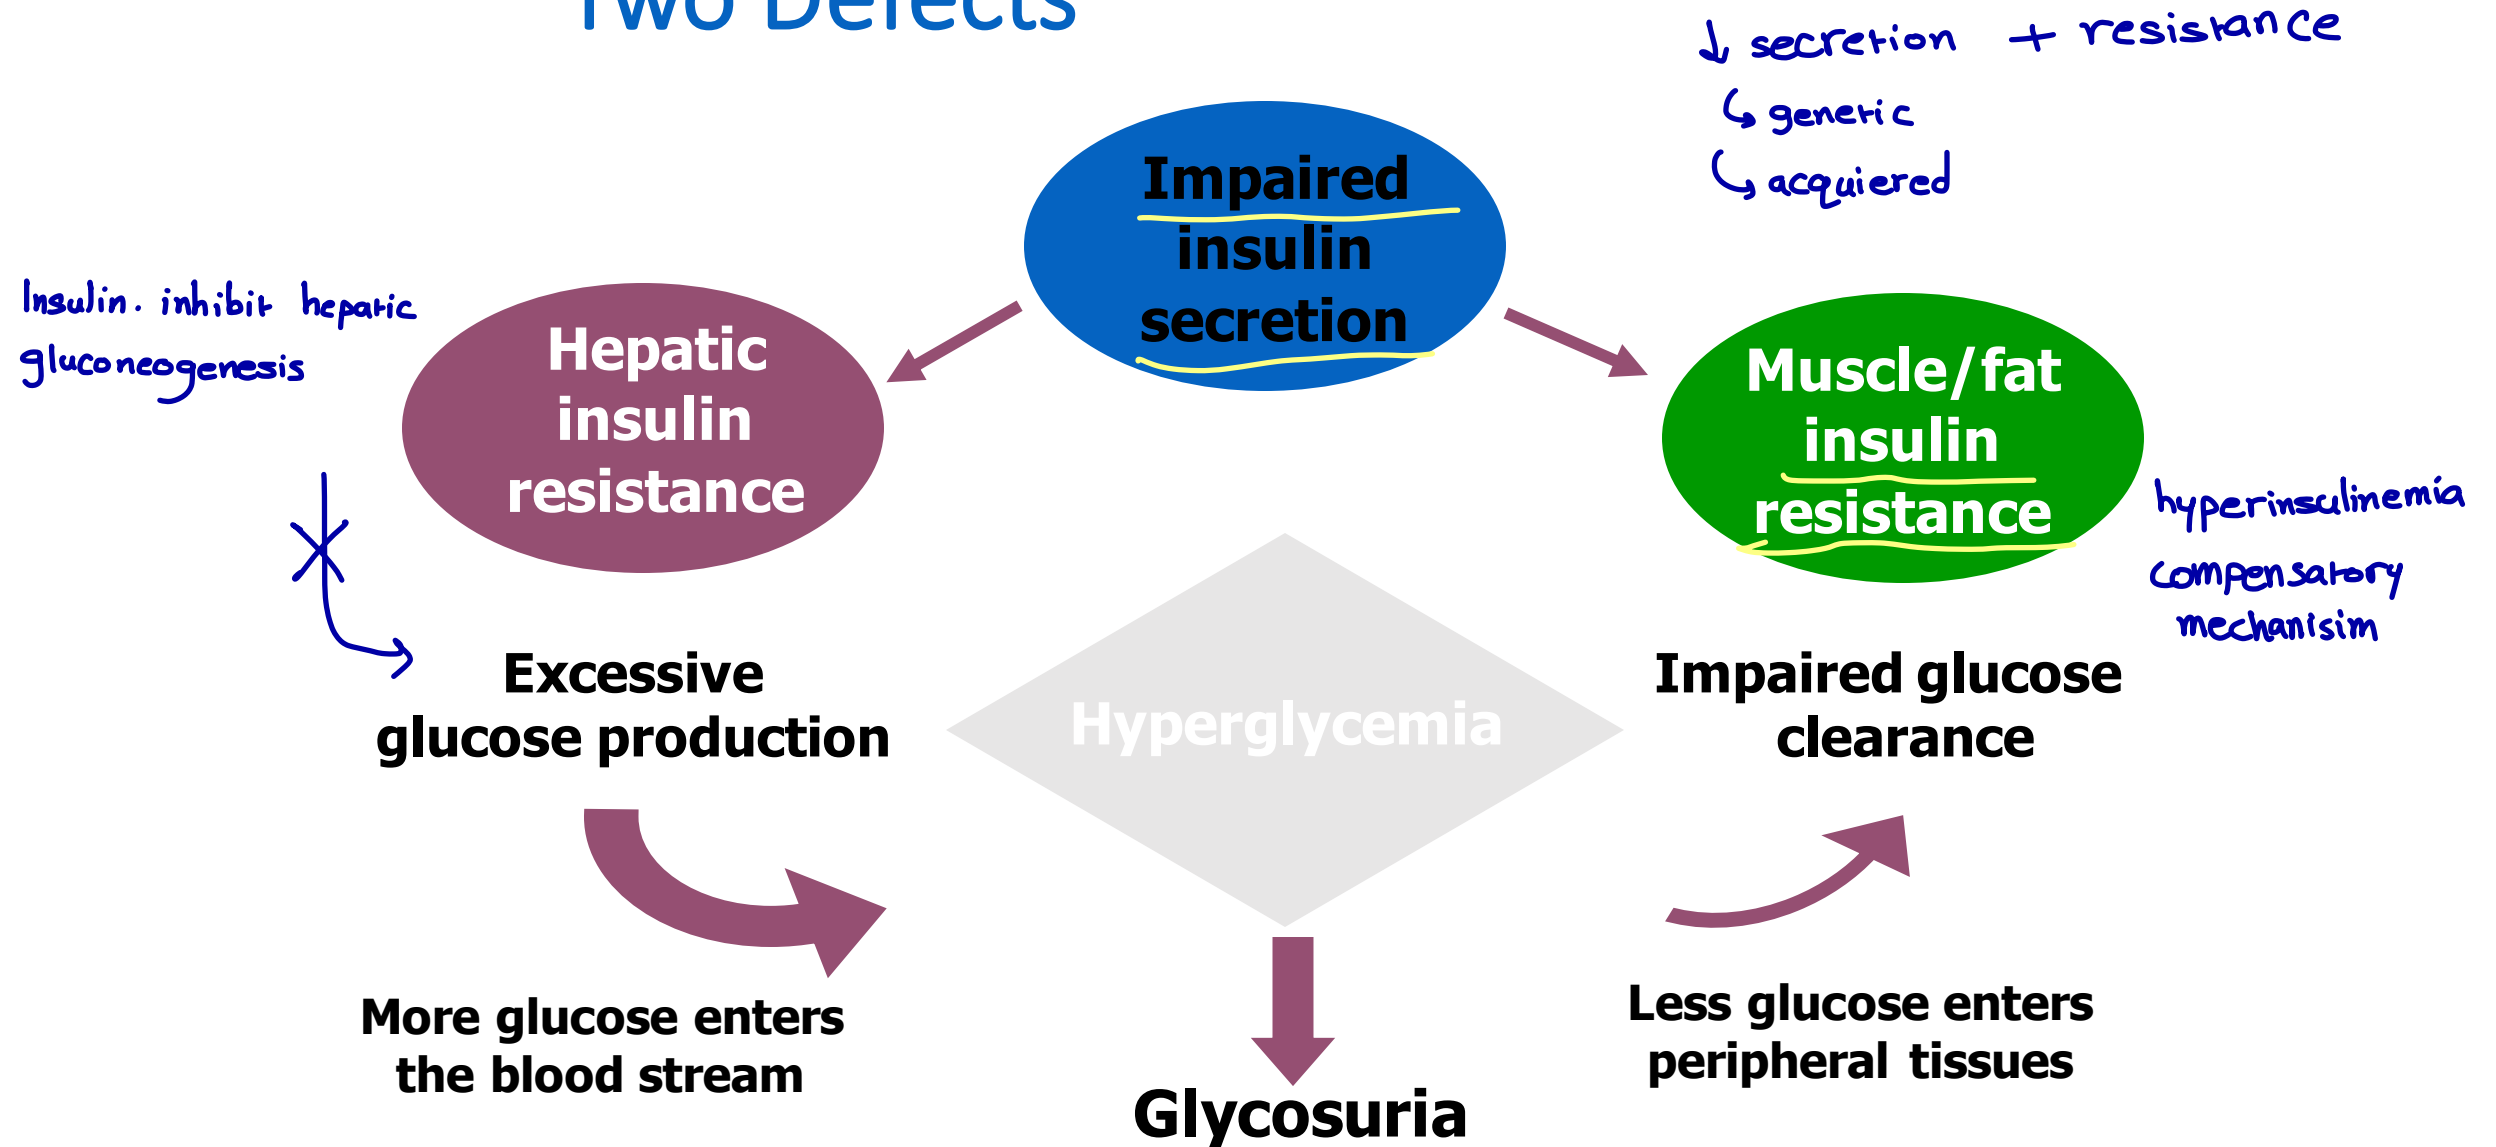 Two Defects
↓ secretion + resistance
↳ genetic
↳ acquiered
Impaired
insulin
secretion
Insulin. inhibit hepatic
gluconeogenesis
Hepatic
insulin
resistance
Muscle/fat
insulin
resistance
hyperinsulinemia
compensatery
mechanisim
Excessive
glucose production
Hyperglycemia
Impaired glucose
clearance
More glucose enters
the blood stream
Less glucose enters
peripheral tissues
Glycosuria